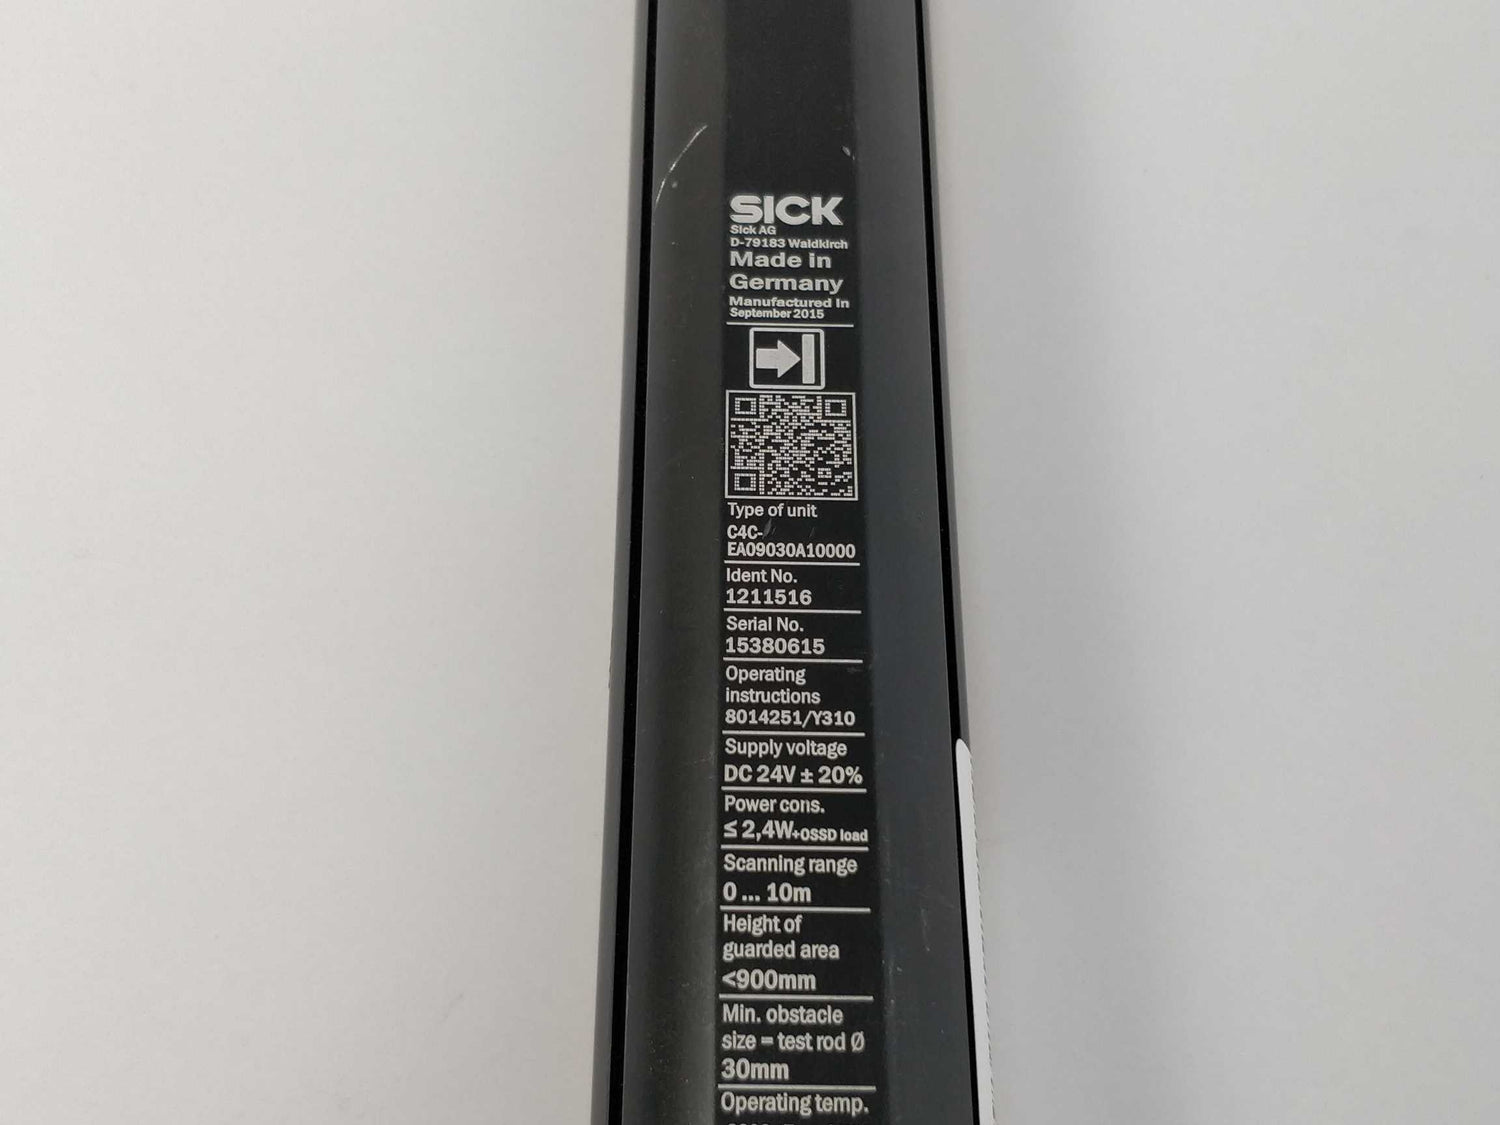 SICK
Sick AG
D-79183 Waldkirch
Made in
Germany
Manufactured in
September 2015
Type of unit
C4C-
EA09030A10000
Ident No.
1211516
Serial No.
15380615
Operating
instructions
8014251/Y310
Supply voltage
DC 24V ± 20%
Power cons.
≤ 2,4W+OSSD load
Scanning range
0 ... 10m
Height of
guarded area
<900mm
Min. obstacle
size = test rod Ø
30mm
Operating temp.